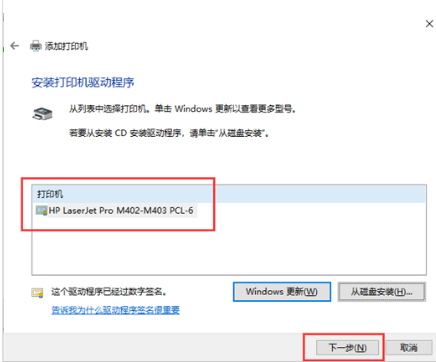 添加打印机
安装打印机驱动程序
从列表中选择打印机。单击 Windows 更新以查看更多型号。
若要从安装 CD 安装驱动程序，请单击“从磁盘安装”。
打印机
HP LaserJet Pro M402-M403 PCL-6
这个驱动程序已经过数字签名。
告诉我为什么驱动程序签名很重要
Windows 更新(W)
从磁盘安装(H)...
下一步(N)
取消